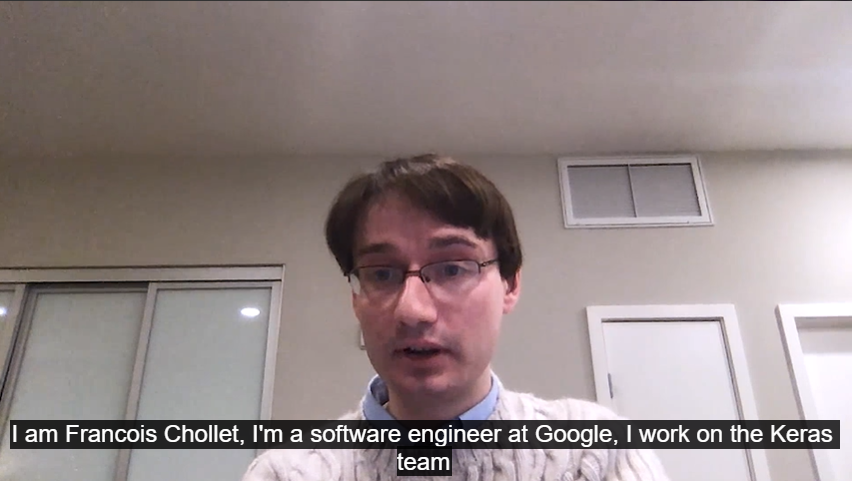 I am Francois Chollet, I'm a software engineer at Google, I work on the Keras
team